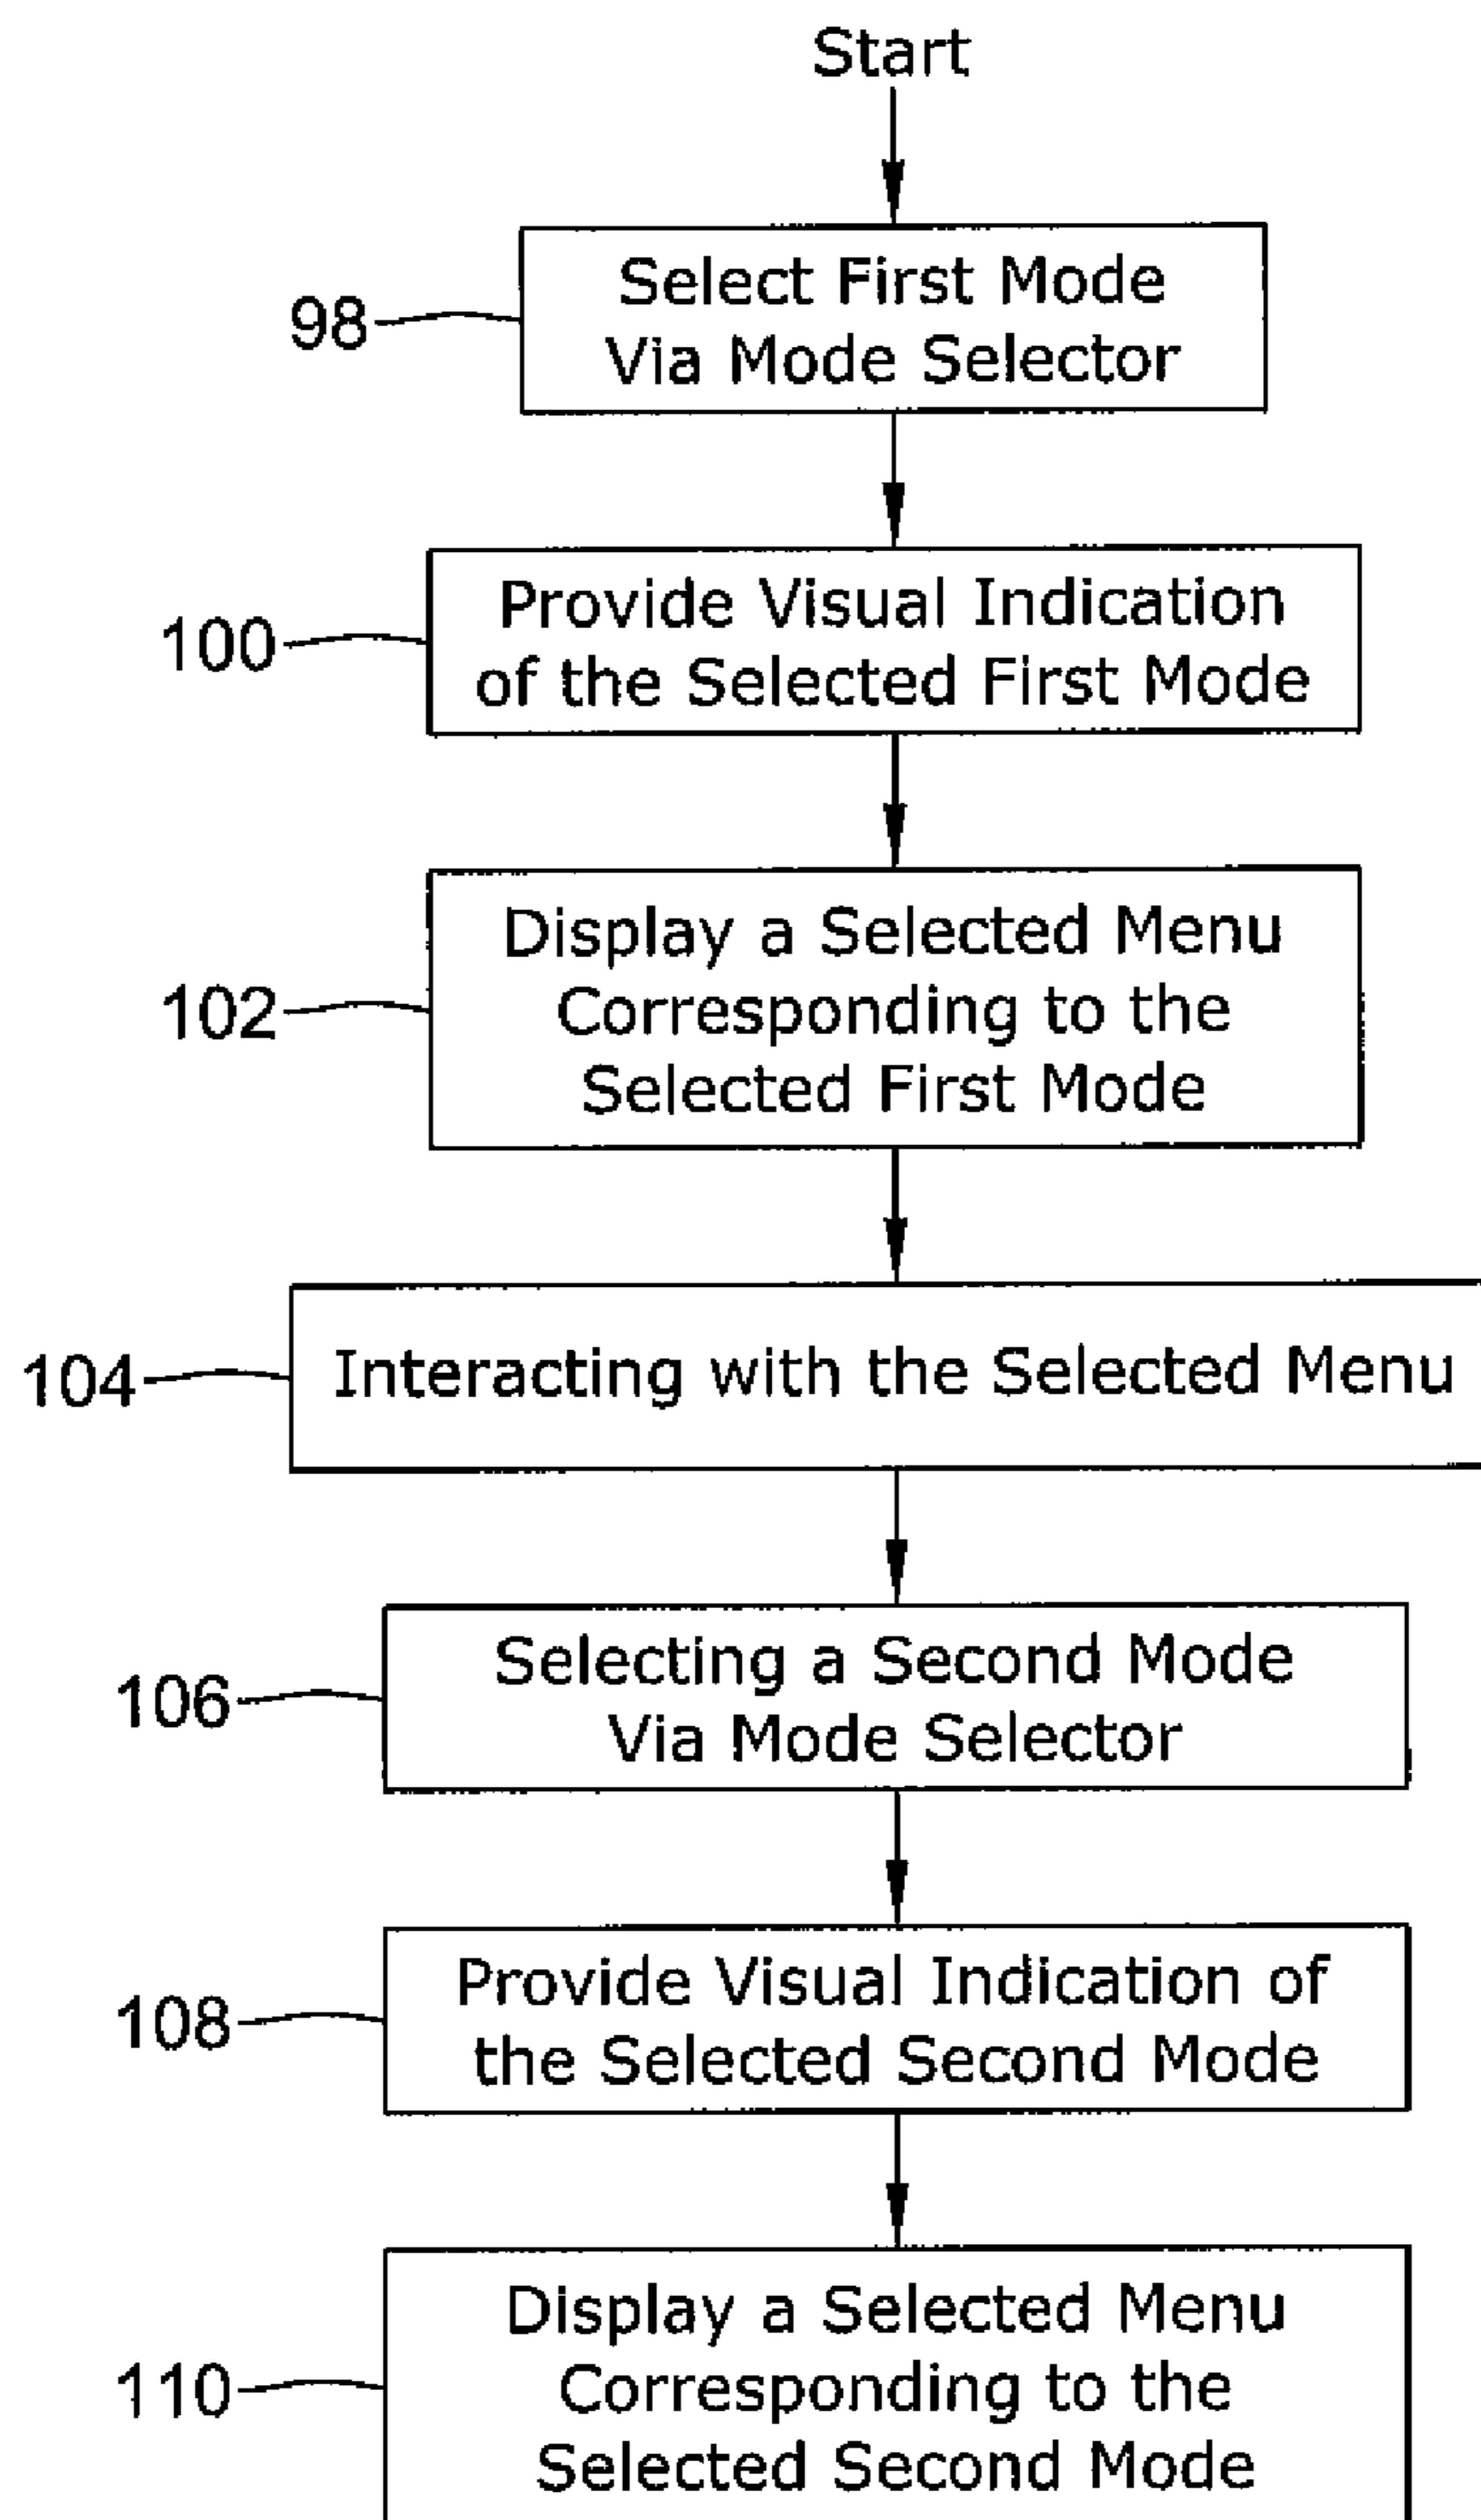 Start
98
Select First Mode
Via Mode Selector
100
Provide Visual Indication
of the Selected First Mode
102
Display a Selected Menu
Corresponding to the
Selected First Mode
104
Interacting with the Selected Menu
106
Selecting a Second Mode
Via Mode Selector
108
Provide Visual Indication of
the Selected Second Mode
110
Display a Selected Menu
Corresponding to the
Selected Second Mode